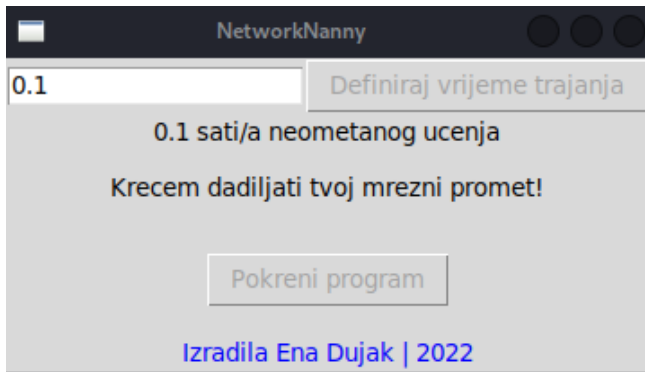 NetworkNanny
0.1 Definiraj vrijeme trajanja
0.1 sati/a neometanog ucenja
Krecem dadiljati tvoj mrezni promet!
Pokreni program
Izradila Ena Dujak | 2022